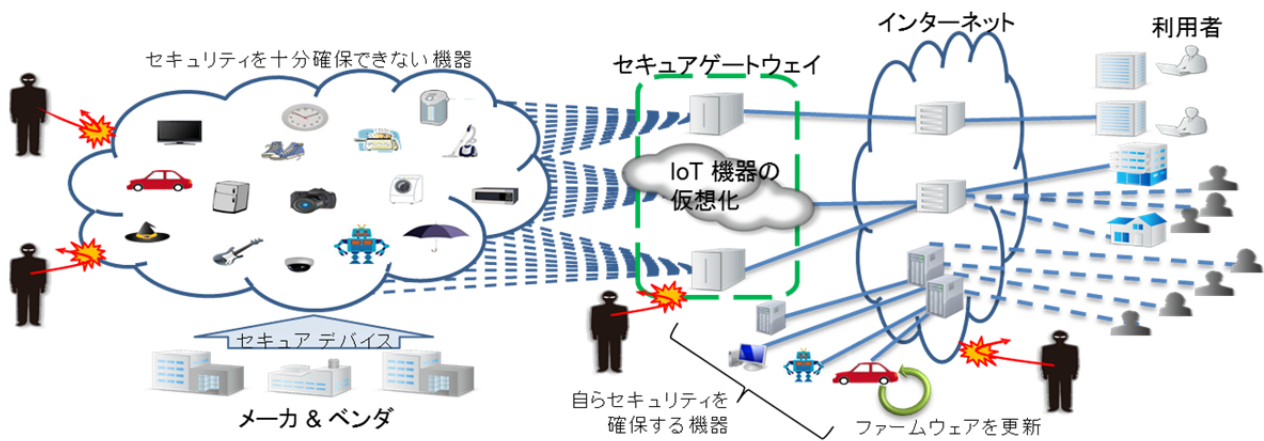 インターネット
利用者
セキュリティを十分確保できない機器
セキュアゲートウェイ
IoT 機器の
仮想化
セキュア デバイス
メーカ & ベンダ
自らセキュリティを
確保する機器
ファームウェアを更新